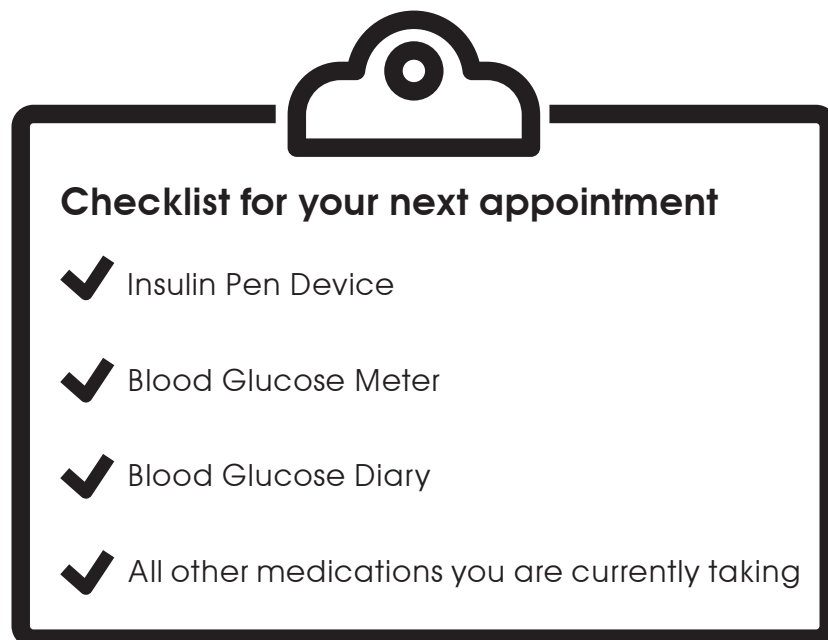 Checklist for your next appointment
Insulin Pen Device
Blood Glucose Meter
Blood Glucose Diary
All other medications you are currently taking